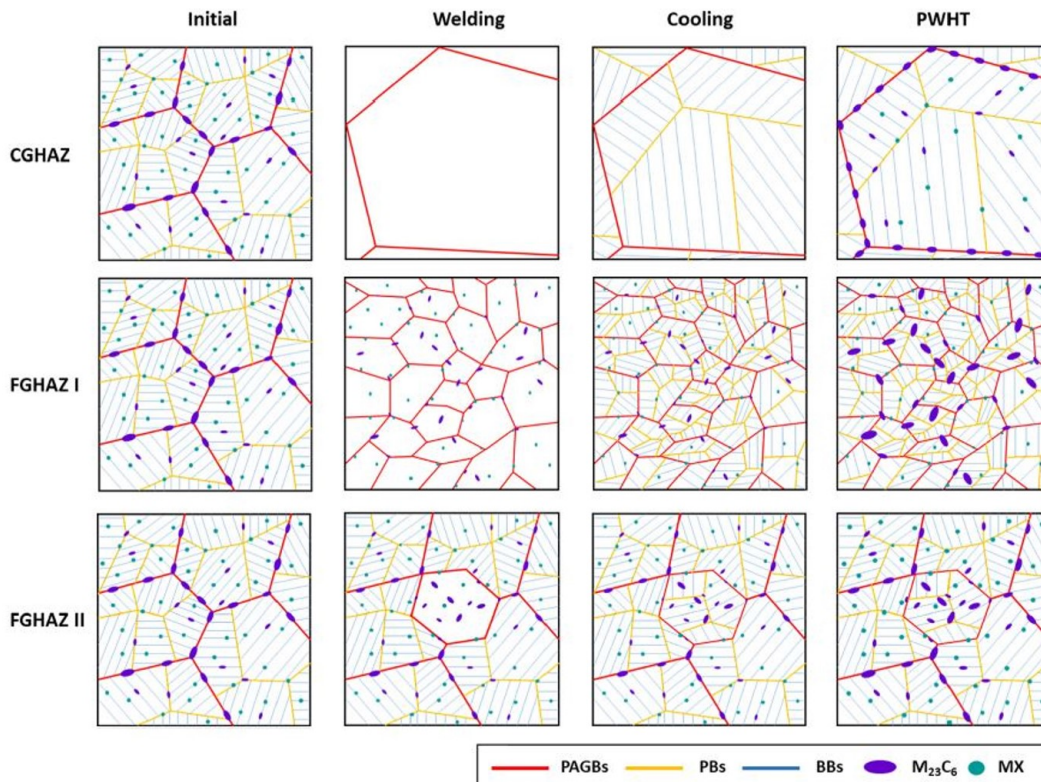 Initial Welding Cooling PWHT
CGHAZ
FGHAZ I
FGHAZ II
PAGBs PBs BBs M₂₃C₆ MX